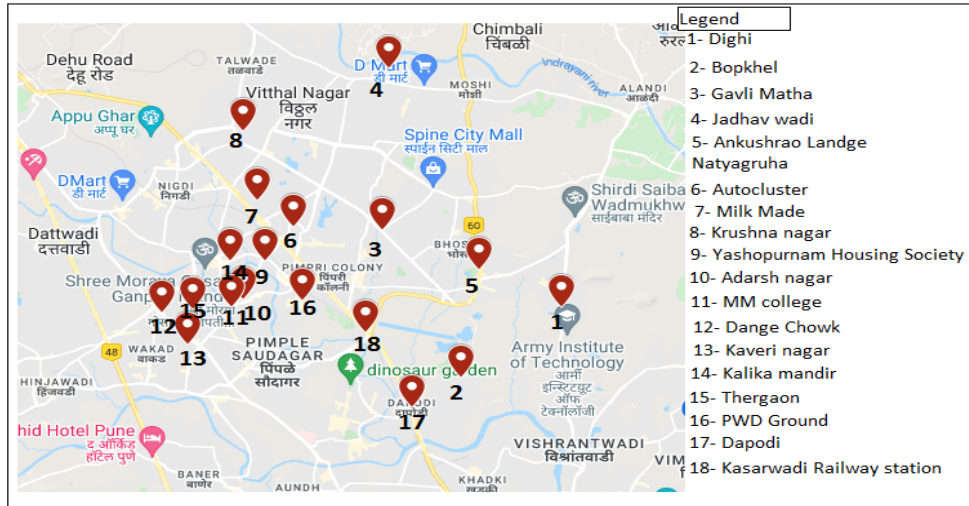 Chimbali
चिंबळी
Dehu Road
देहू रोड
TALWADE
तळवाडे
D Mart
डी मार्ट
4
MOSHI
मोशी
Indrayani river
ALANDI
आळंदी
Vitthal Nagar
विठ्ठल
नगर
Appu Ghar
अप्पू घर
8
Spine City Mall
स्पाईन सिटी माल
DMart
डी मार्ट
NIGDI
निगडी
7
6
3
Shirdi Saiba
Wadmukhw
साईबाबा मंदिर
60
Dattwadi
दत्तवाडी
BHOS
भोस
14
9
5
Shree Moraya Gosa
Ganp
PIMPRI COLONY
पिंपरी
कॉलनी
12
15
11
10
16
1
13
18
48
WAKAD
वाकड
PIMPLE
SAUDAGAR
पिंपळे
सौदागर
dinosaur garden
2
Army Institute
of Technology
आर्मी
इन्स्टिट्यूट
ऑफ
टेक्नॉलॉजी
HINJAWADI
हिंजवडी
17
दापोडी
hid Hotel Pune
द ऑर्किड
हॉटेल पुणे
VISHRANTWADI
विश्रांतवाडी
VIM
BANER
बाणेर
AUNDH
KHADKI
खडकी
Legend
1- Dighi
2- Bopkhel
3- Gavli Matha
4- Jadhav wadi
5- Ankushrao Landge
Natyagruha
6- Autocluster
7- Milk Made
8- Krushna nagar
9- Yashopurnam Housing Society
10- Adarsh nagar
11- MM college
12- Dange Chowk
13- Kaveri nagar
14- Kalika mandir
15- Thergaon
16- PWD Ground
17- Dapodi
18- Kasarwadi Railway station